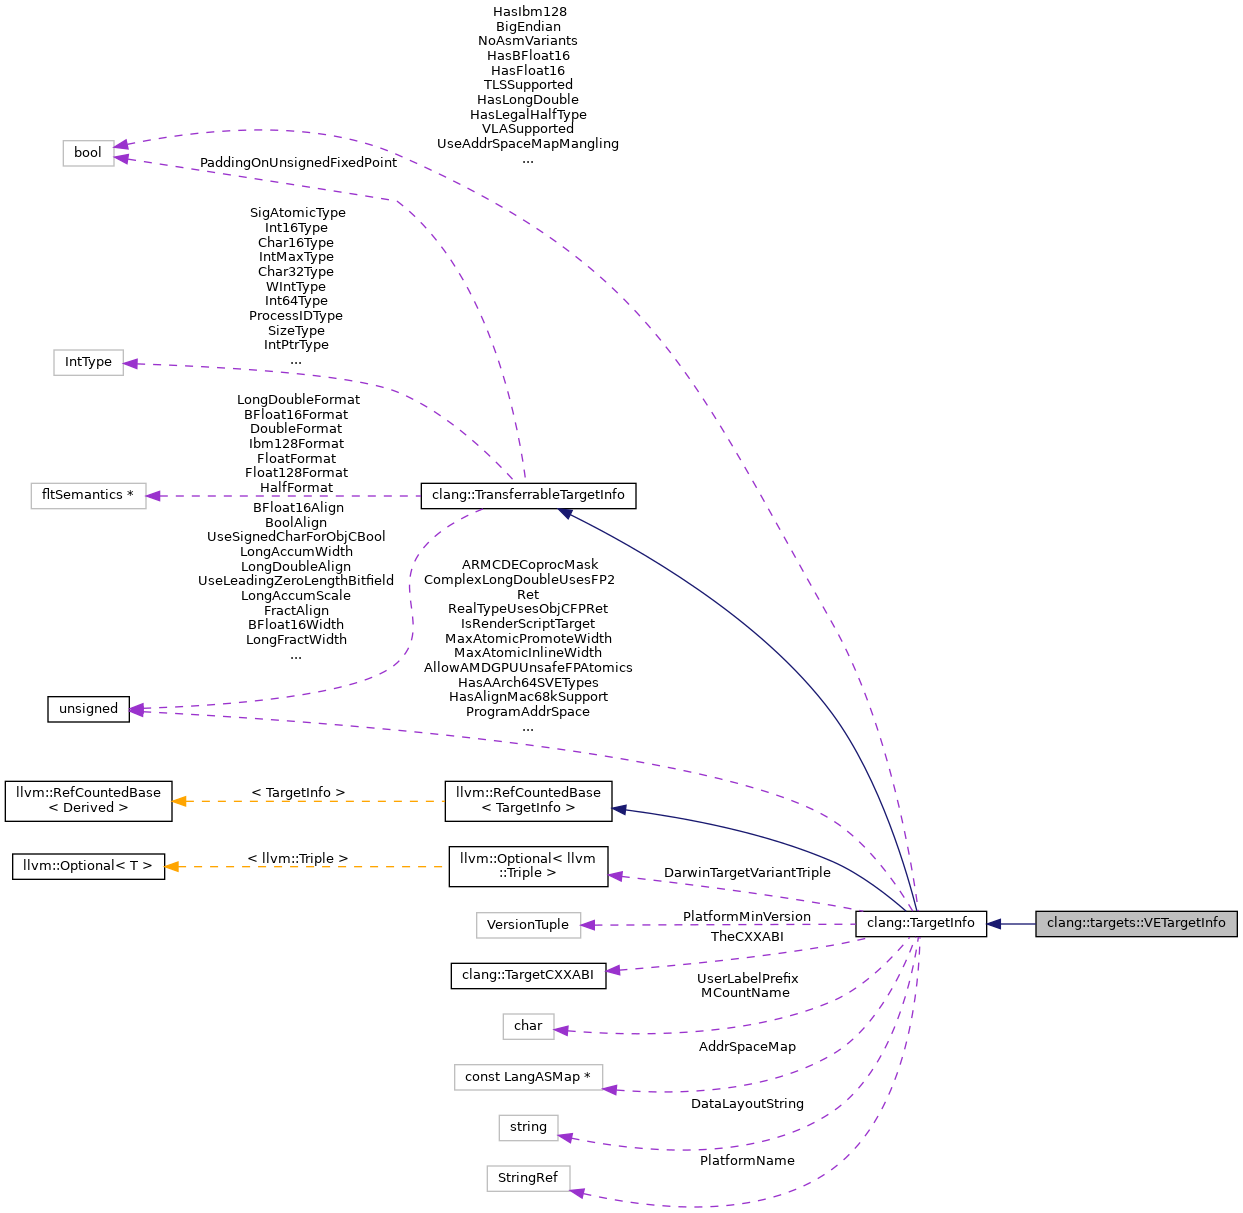 HasIbm128
BigEndian
NoAsmVariants
HasBFloat16
HasFloat16
TLSSupported
HasLongDouble
HasLegalHalfType
VLASupported
UseAddrSpaceMapMangling
...
bool
PaddingOnUnsignedFixedPoint
SigAtomicType
Int16Type
Char16Type
IntMaxType
Char32Type
WIntType
Int64Type
ProcessIDType
SizeType
IntPtrType
...
IntType
LongDoubleFormat
BFloat16Format
DoubleFormat
Ibm128Format
FloatFormat
Float128Format
HalfFormat
fltSemantics *
clang::TransferrableTargetInfo
BFloat16Align
BoolAlign
UseSignedCharForObjCBool
LongAccumWidth
LongDoubleAlign
UseLeadingZeroLengthBitfield
LongAccumScale
FractAlign
BFloat16Width
LongFractWidth
...
ARMCDECoprocMask
ComplexLongDoubleUsesFP2
Ret
RealTypeUsesObjCFPRet
IsRenderScriptTarget
MaxAtomicPromoteWidth
MaxAtomicInlineWidth
AllowAMDGPUUnsafeFPAtomics
HasAArch64SVETypes
HasAlignMac68kSupport
ProgramAddrSpace
...
unsigned
llvm::RefCountedBase
< Derived >
< TargetInfo >
llvm::RefCountedBase
< TargetInfo >
llvm::Optional< T >
< llvm::Triple >
llvm::Optional< llvm
::Triple >
DarwinTargetVariantTriple
VersionTuple
PlatformMinVersion
clang::TargetInfo
clang::targets::VETargetInfo
TheCXXABI
clang::TargetCXXABI
UserLabelPrefix
MCountName
char
AddrSpaceMap
const LangASMap *
DataLayoutString
string
PlatformName
StringRef